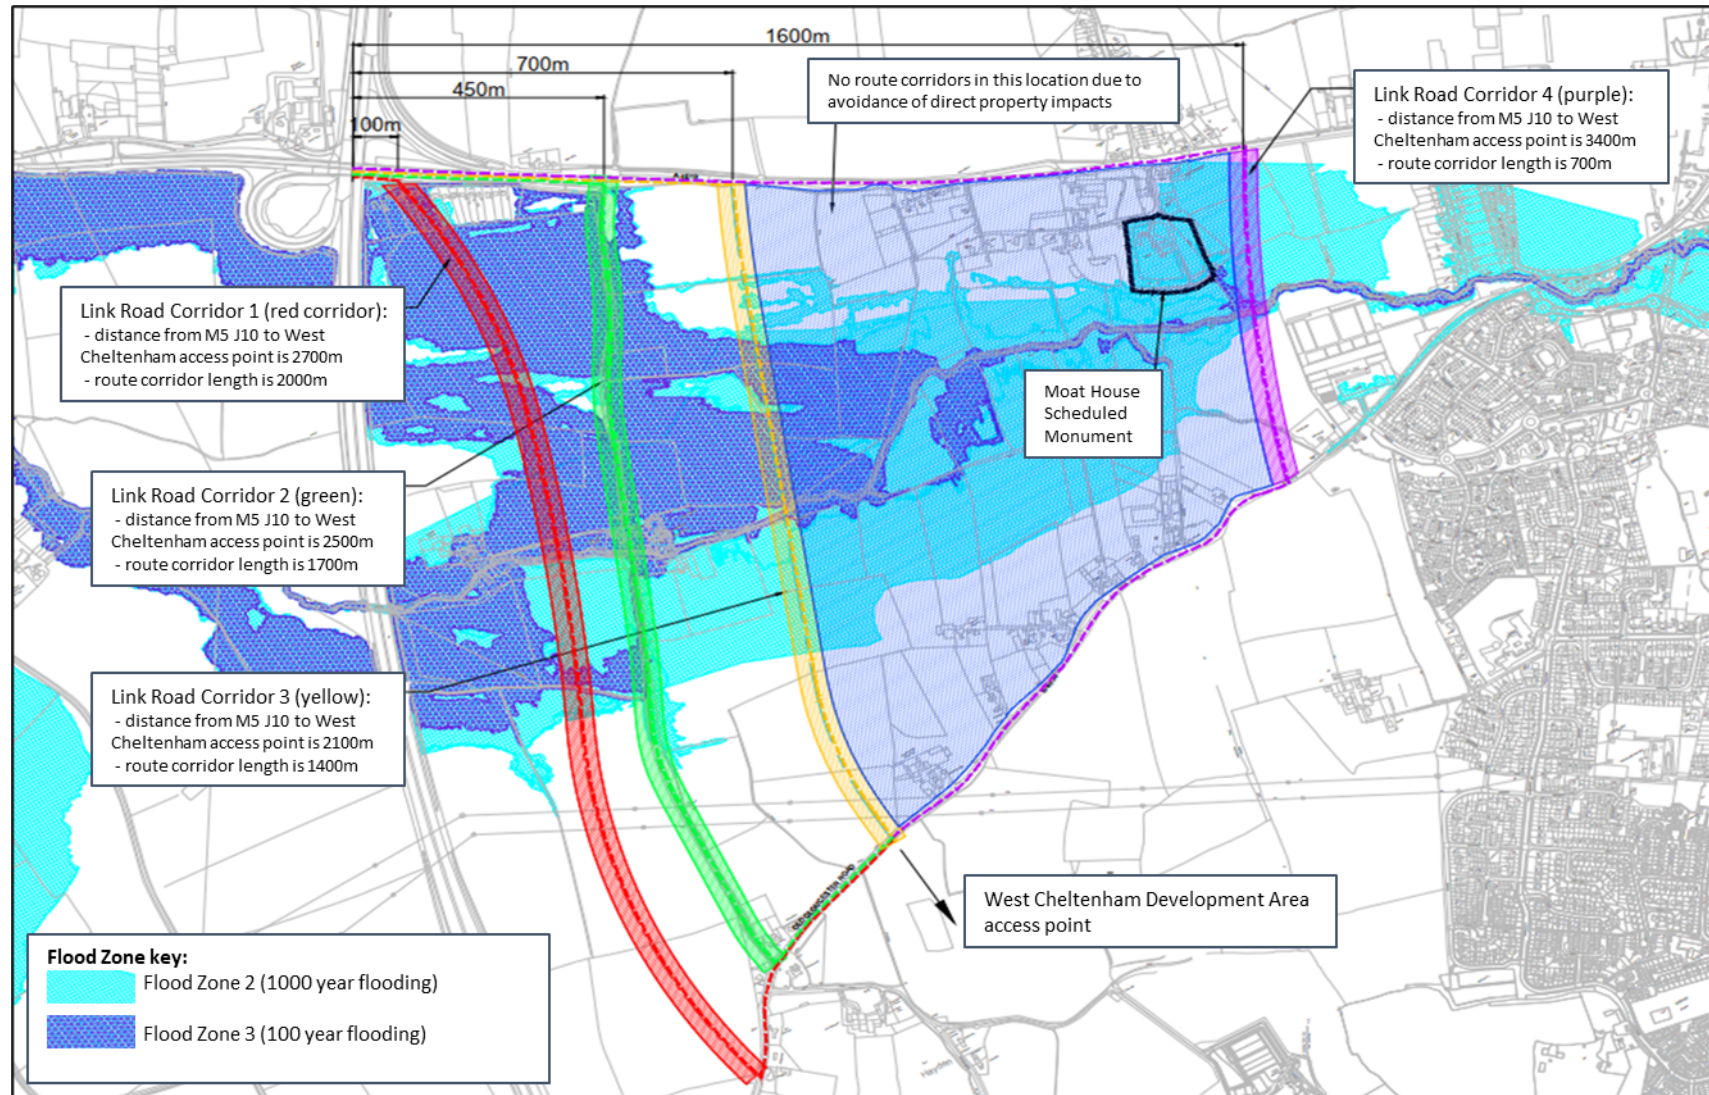 1600m
700m
450m
100m
No route corridors in this location due to
avoidance of direct property impacts
Link Road Corridor 4 (purple):
- distance from M5 J10 to West
Cheltenham access point is 3400m
- route corridor length is 700m
Link Road Corridor 1 (red corridor):
- distance from M5 J10 to West
Cheltenham access point is 2700m
- route corridor length is 2000m
Moat House
Scheduled
Monument
Link Road Corridor 2 (green):
- distance from M5 J10 to West
Cheltenham access point is 2500m
- route corridor length is 1700m
Link Road Corridor 3 (yellow):
- distance from M5 J10 to West
Cheltenham access point is 2100m
- route corridor length is 1400m
OLD GLOUCESTER ROAD
West Cheltenham Development Area
access point
Flood Zone key:
Flood Zone 2 (1000 year flooding)
Flood Zone 3 (100 year flooding)
Hayden